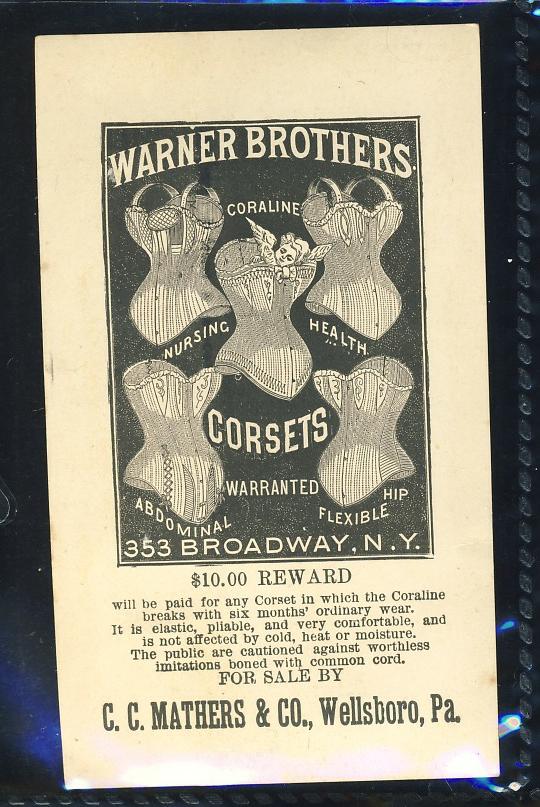 WARNER BROTHERS
CORALINE
NURSING
HEALTH
CORSETS
WARRANTED
ABDOMINAL
FLEXIBLE HIP
353 BROADWAY, N.Y.
$10.00 REWARD
will be paid for any Corset in which the Coraline
breaks with six months' ordinary wear.
It is elastic, pliable, and very comfortable, and
is not affected by cold, heat or moisture.
The public are cautioned against worthless
imitations boned with common cord.
FOR SALE BY
C. C. MATHERS & CO., Wellsboro, Pa.